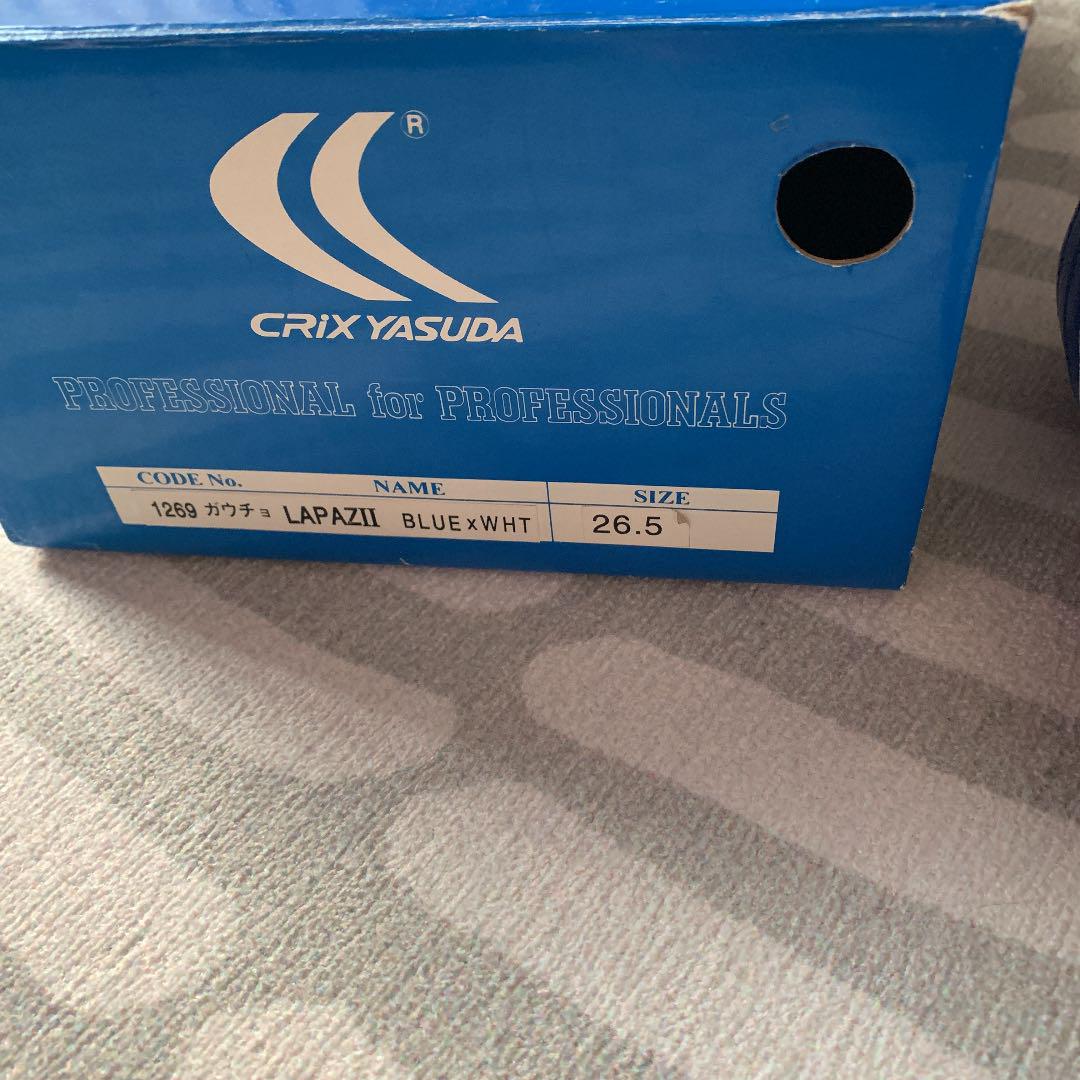 ®
CRiX YASUDA
PROFESSIONAL for PROFESSIONALS
CODE No. NAME SIZE
1269 ガウチョ LAPAZII BLUE x WHT 26.5